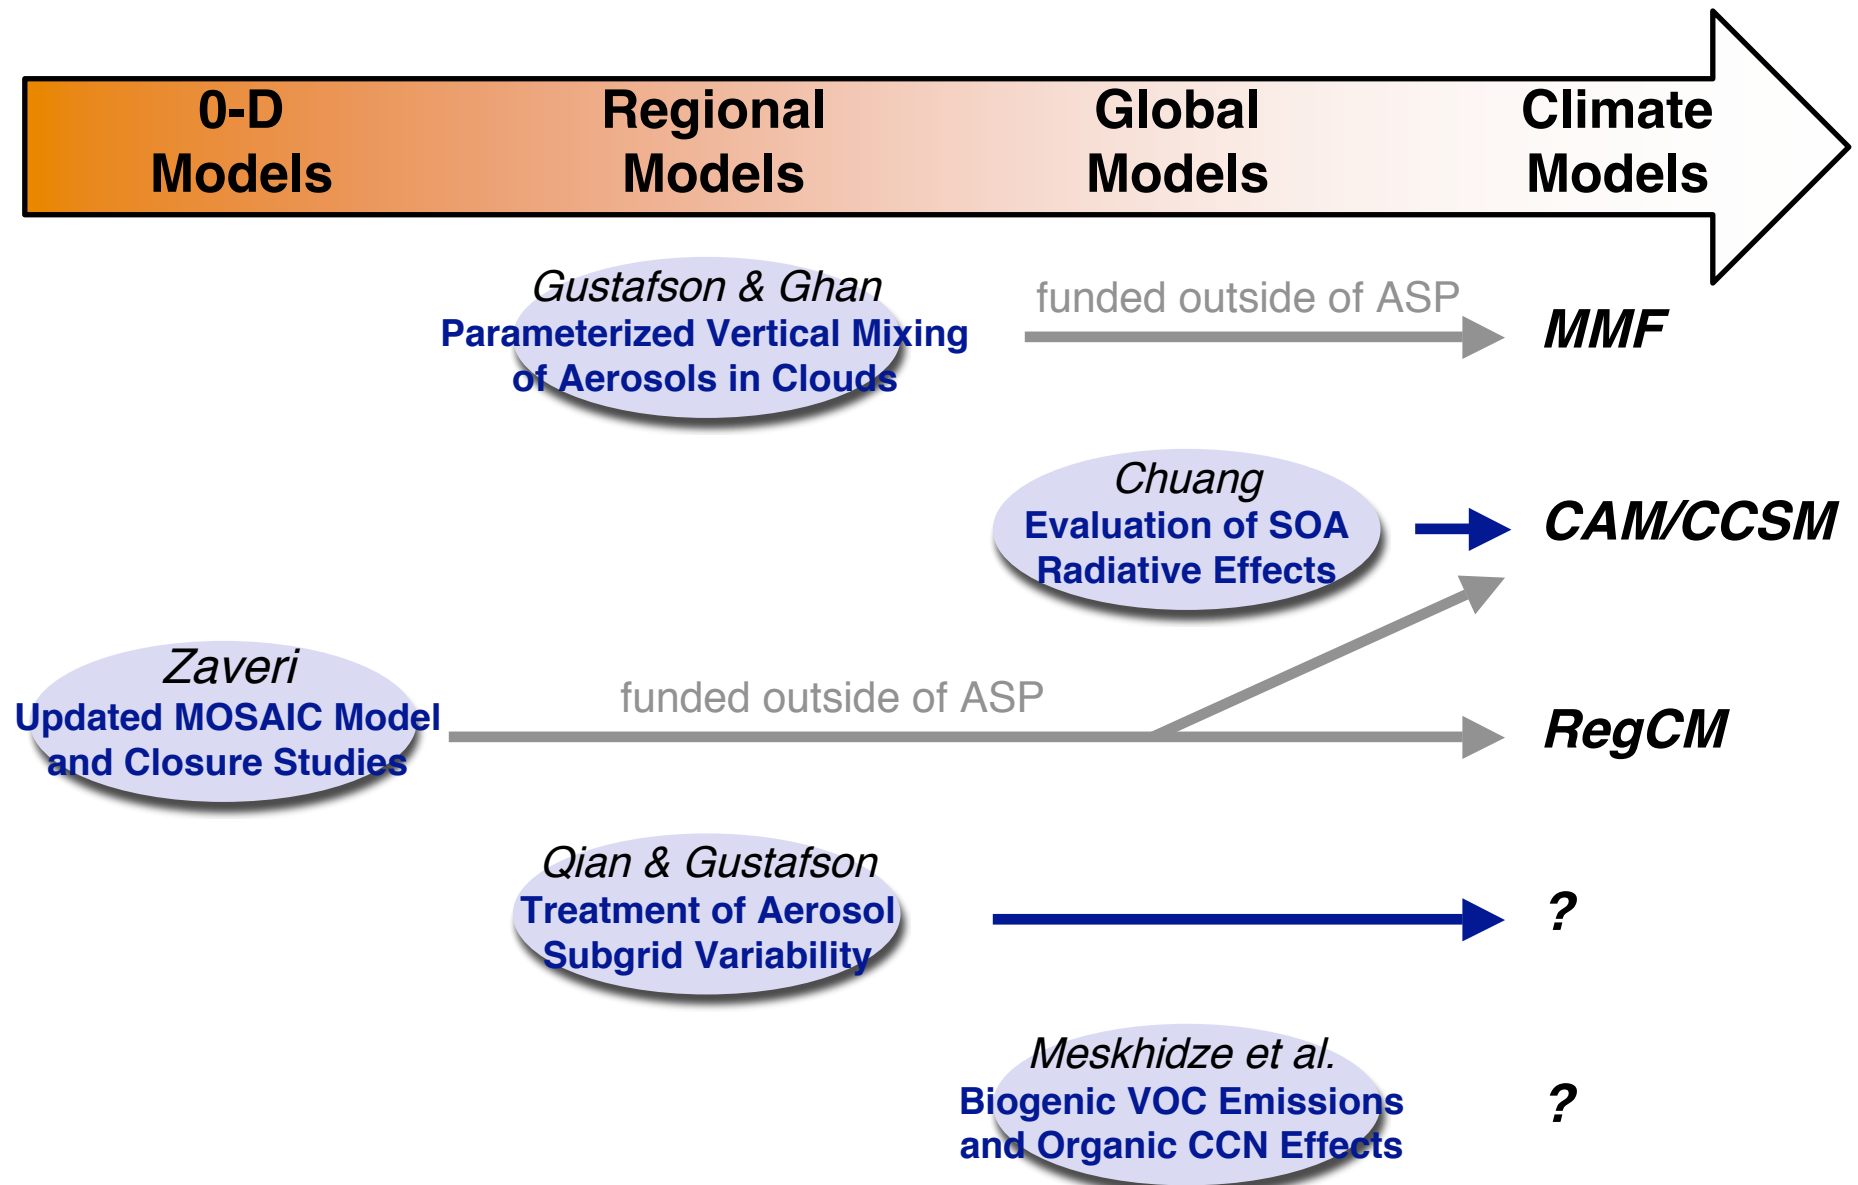 0-D
Models
Regional
Models
Global
Models
Climate
Models
Gustafson & Ghan
Parameterized Vertical Mixing
of Aerosols in Clouds
funded outside of ASP
MMF
Chuang
Evaluation of SOA
Radiative Effects
CAM/CCSM
Zaveri
Updated MOSAIC Model
and Closure Studies
funded outside of ASP
RegCM
Qian & Gustafson
Treatment of Aerosol
Subgrid Variability
?
Meskhidze et al.
Biogenic VOC Emissions
and Organic CCN Effects
?